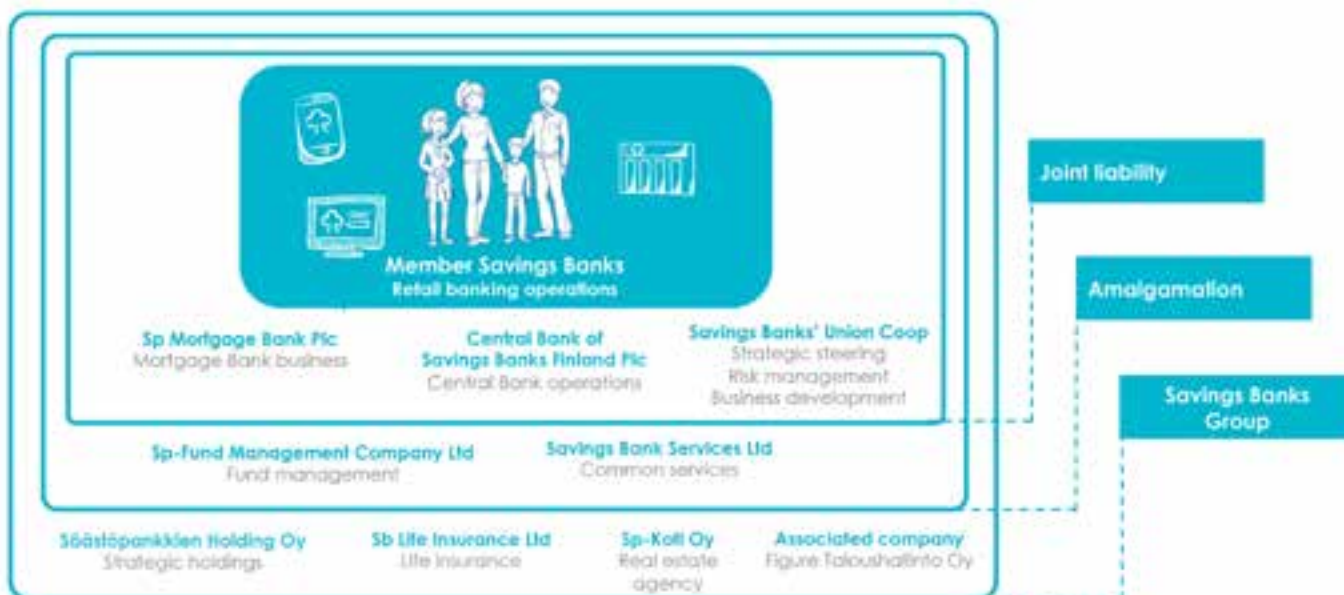 Member Savings Banks
Retail banking operations
Sp Mortgage Bank Plc
Mortgage Bank business
Central Bank of
Savings Banks Finland Plc
Central Bank operations
Savings Banks' Union Coop
Strategic steering
Risk management
Business development
Sp-Fund Management Company Ltd
Fund management
Savings Bank Services Ltd
Common services
Säästöpankkien Holding Oy
Strategic holdings
Sb Life Insurance Ltd
Life insurance
Sp-Koti Oy
Real estate
agency
Associated company
Figure Taloushallinto Oy
Joint liability
Amalgamation
Savings Banks
Group